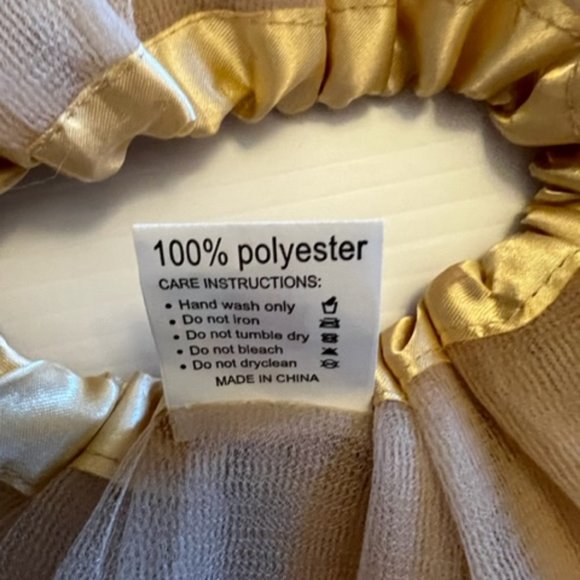 100% polyester
CARE INSTRUCTIONS:
• Hand wash only
• Do not iron
• Do not tumble dry
• Do not bleach
• Do not dryclean
MADE IN CHINA